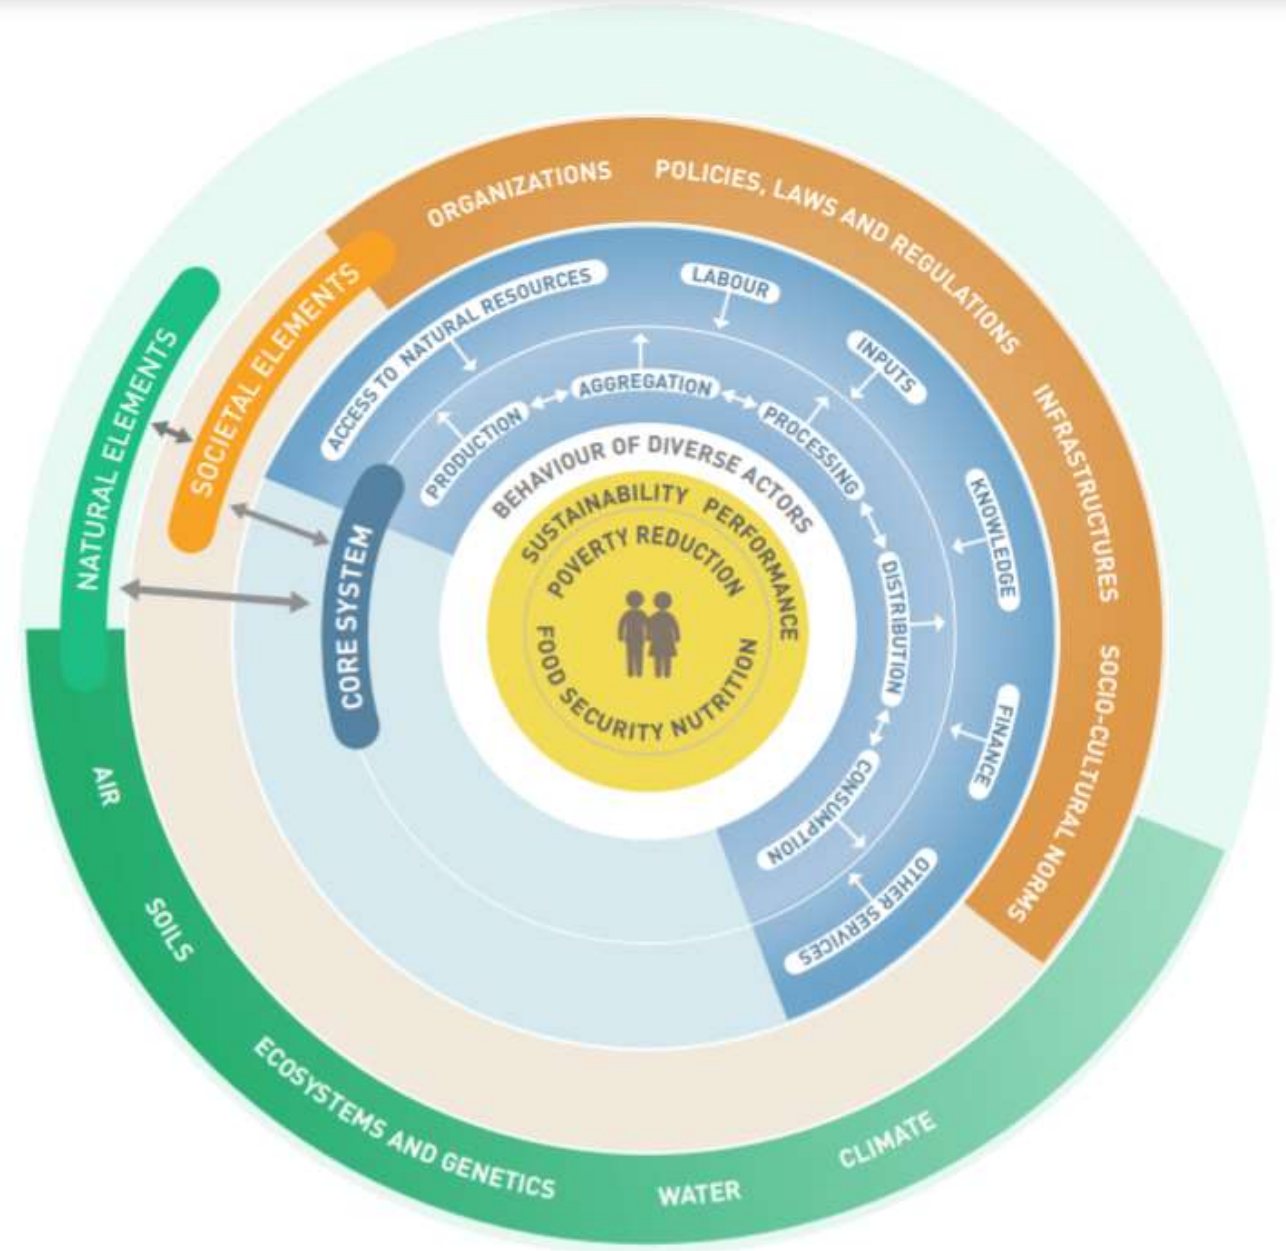 NATURAL ELEMENTS
SOCIETAL ELEMENTS
CORE SYSTEM
ORGANIZATIONS
POLICIES, LAWS AND REGULATIONS
INFRASTRUCTURES
SOCIO-CULTURAL NORMS
ACCESS TO NATURAL RESOURCES
LABOUR
INPUTS
KNOWLEDGE
FINANCE
OTHER SERVICES
PRODUCTION
AGGREGATION
PROCESSING
DISTRIBUTION
CONSUMPTION
BEHAVIOUR OF DIVERSE ACTORS
SUSTAINABILITY PERFORMANCE
POVERTY REDUCTION
FOOD SECURITY NUTRITION
AIR
SOILS
ECOSYSTEMS AND GENETICS
WATER
CLIMATE